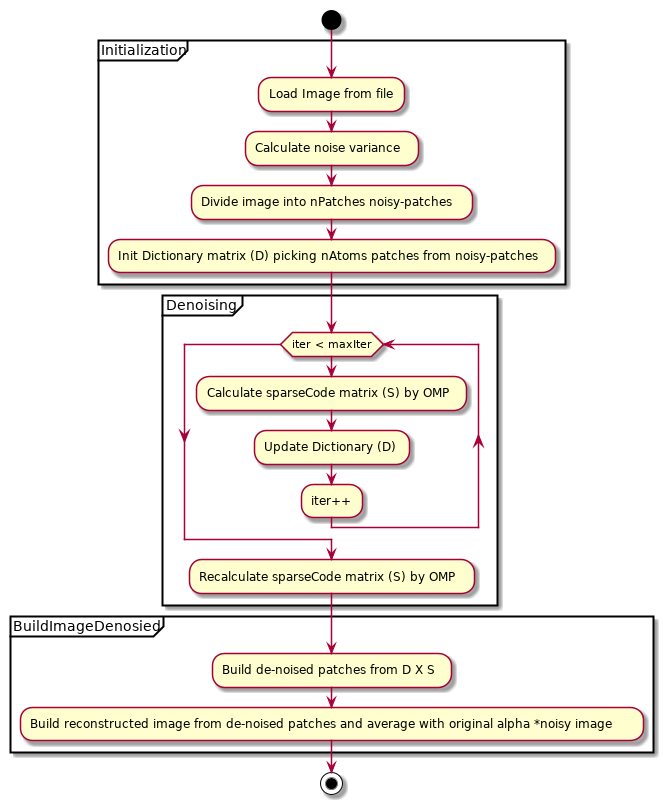 Initialization
Load Image from file
Calculate noise variance
Divide image into nPatches noisy-patches
Init Dictionary matrix (D) picking nAtoms patches from noisy-patches
Denoising
iter < maxIter
Calculate sparseCode matrix (S) by OMP
Update Dictionary (D)
iter++
Recalculate sparseCode matrix (S) by OMP
BuildImageDenosied
Build de-noised patches from D X S
Build reconstructed image from de-noised patches and average with original alpha *noisy image